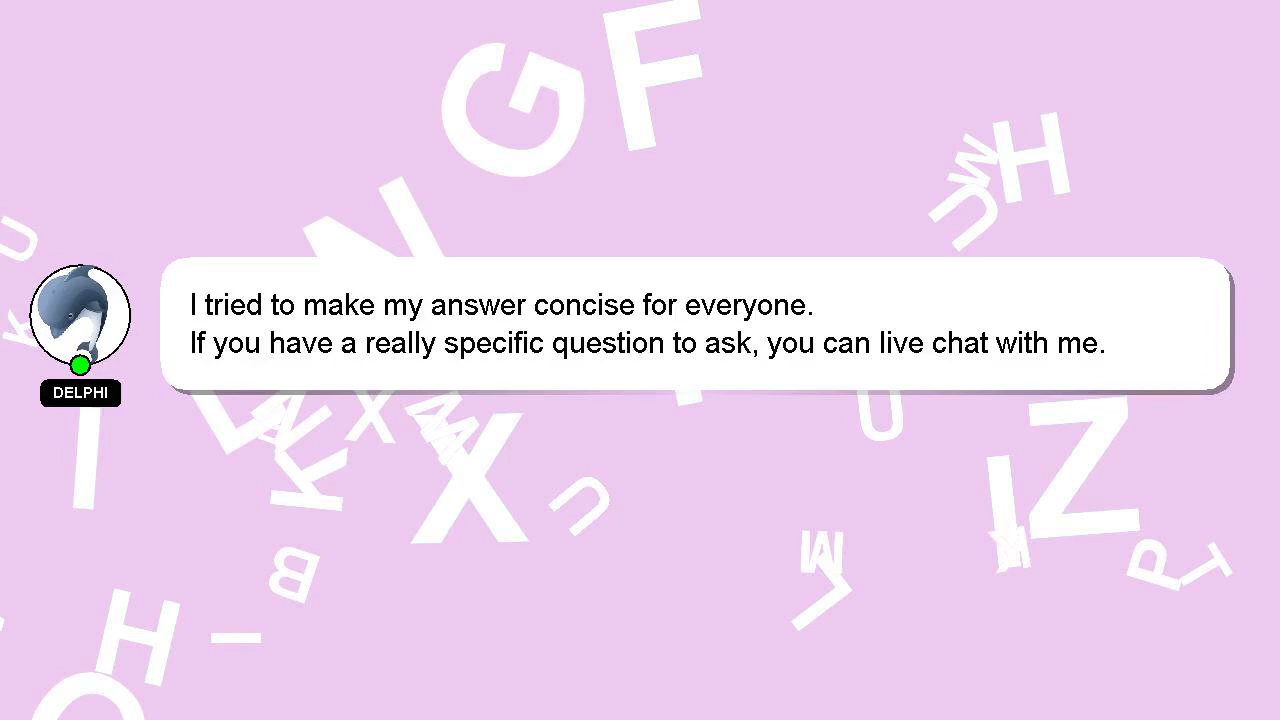 I tried to make my answer concise for everyone.
If you have a really specific question to ask, you can live chat with me.
DELPHI